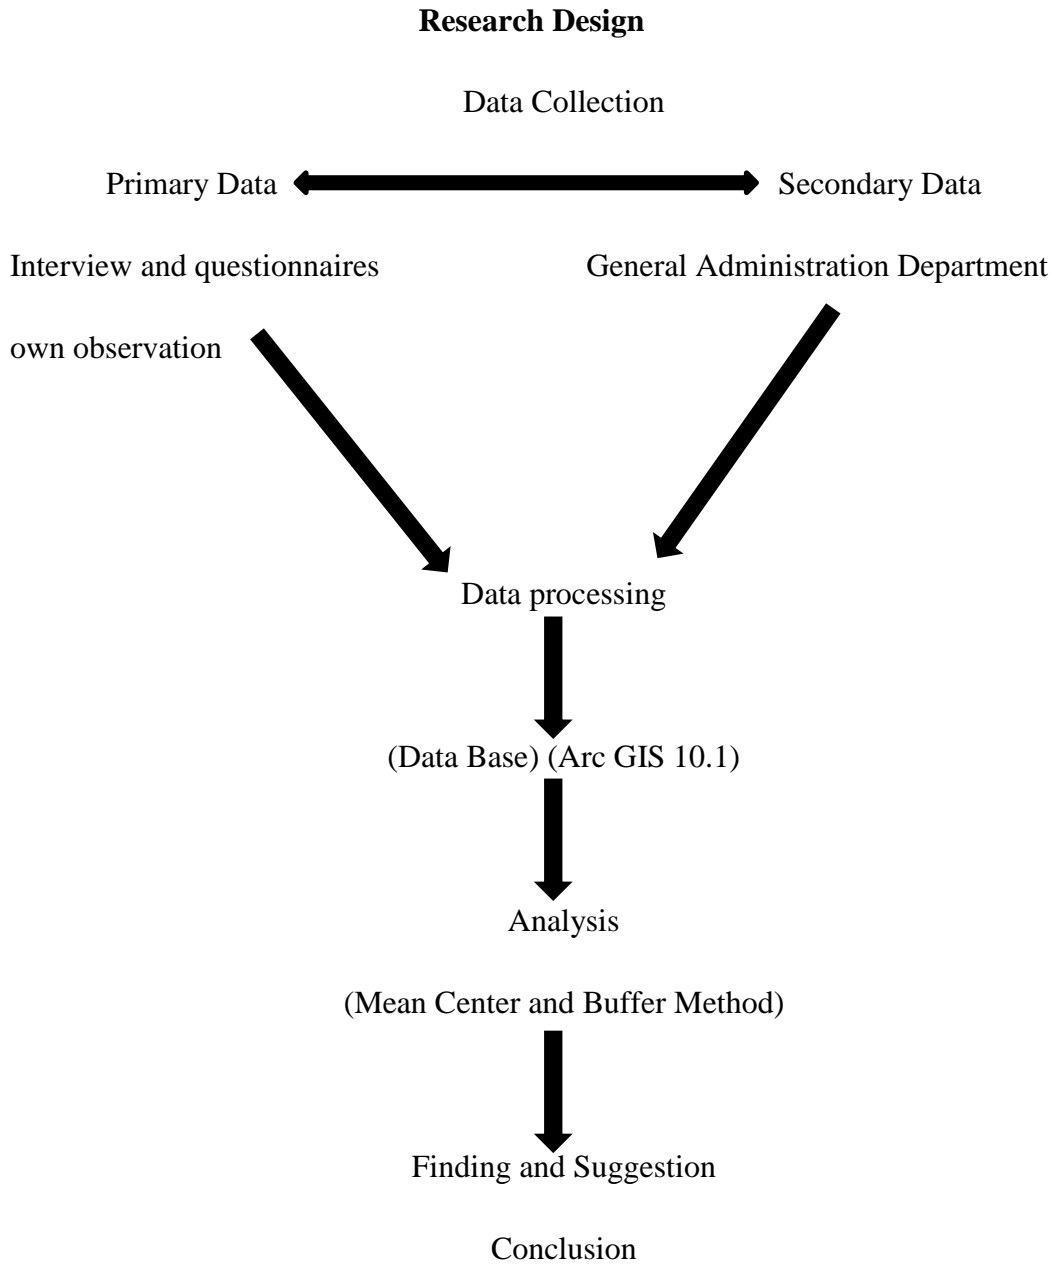 Research Design
Data Collection
Primary Data
Secondary Data
Interview and questionnaires
General Administration Department
own observation
Data processing
(Data Base) (Arc GIS 10.1)
Analysis
(Mean Center and Buffer Method)
Finding and Suggestion
Conclusion